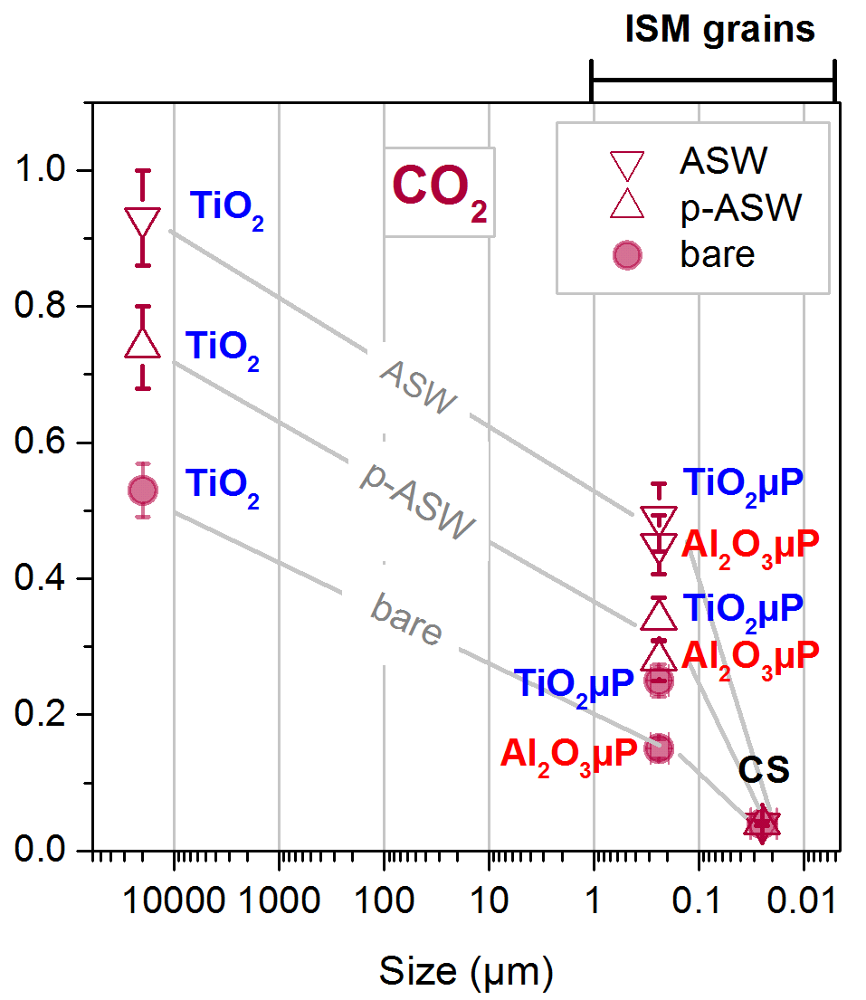 ISM grains
ASW
p-ASW
bare
CO2
1.0
0.8
0.6
0.4
0.2
0.0
TiO2
TiO2
TiO2
ASW
p-ASW
bare
TiO2µP
Al2O3µP
TiO2µP
Al2O3µP
TiO2µP
Al2O3µP
CS
10000 1000 100 10 1 0.1 0.01
Size (µm)